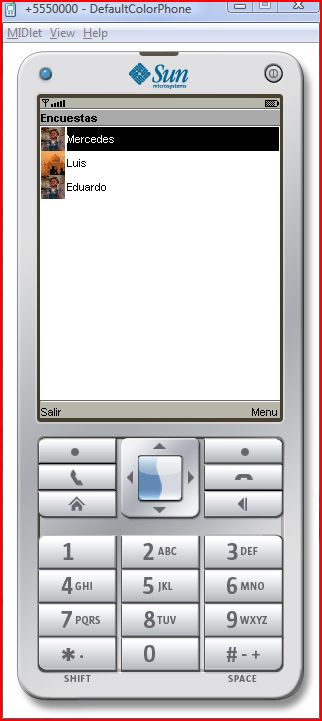 +5550000 - DefaultColorPhone
MIDlet View Help
Sun
microsystems
Encuestas
Mercedes
Luis
Eduardo
Salir Menu
1 2 ABC 3 DEF
4 GHI 5 JKL 6 MNO
7 PQRS 8 TUV 9 WXYZ
* . 0 # - +
SHIFT SPACE